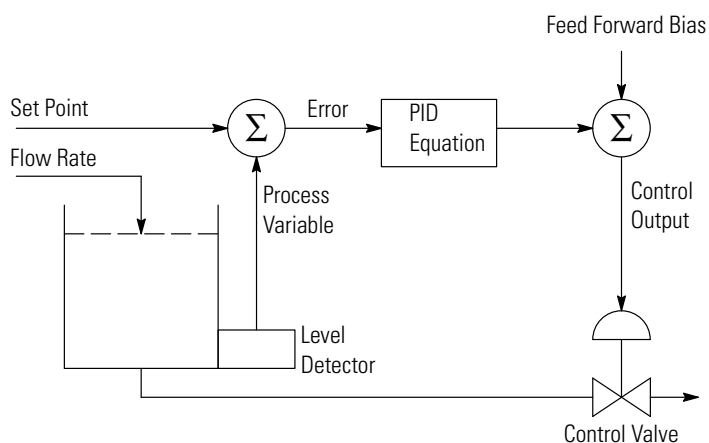 Feed Forward Bias
Set Point
Σ
Error
PID
Equation
Σ
Flow Rate
Process
Variable
Control
Output
Level
Detector
Control Valve